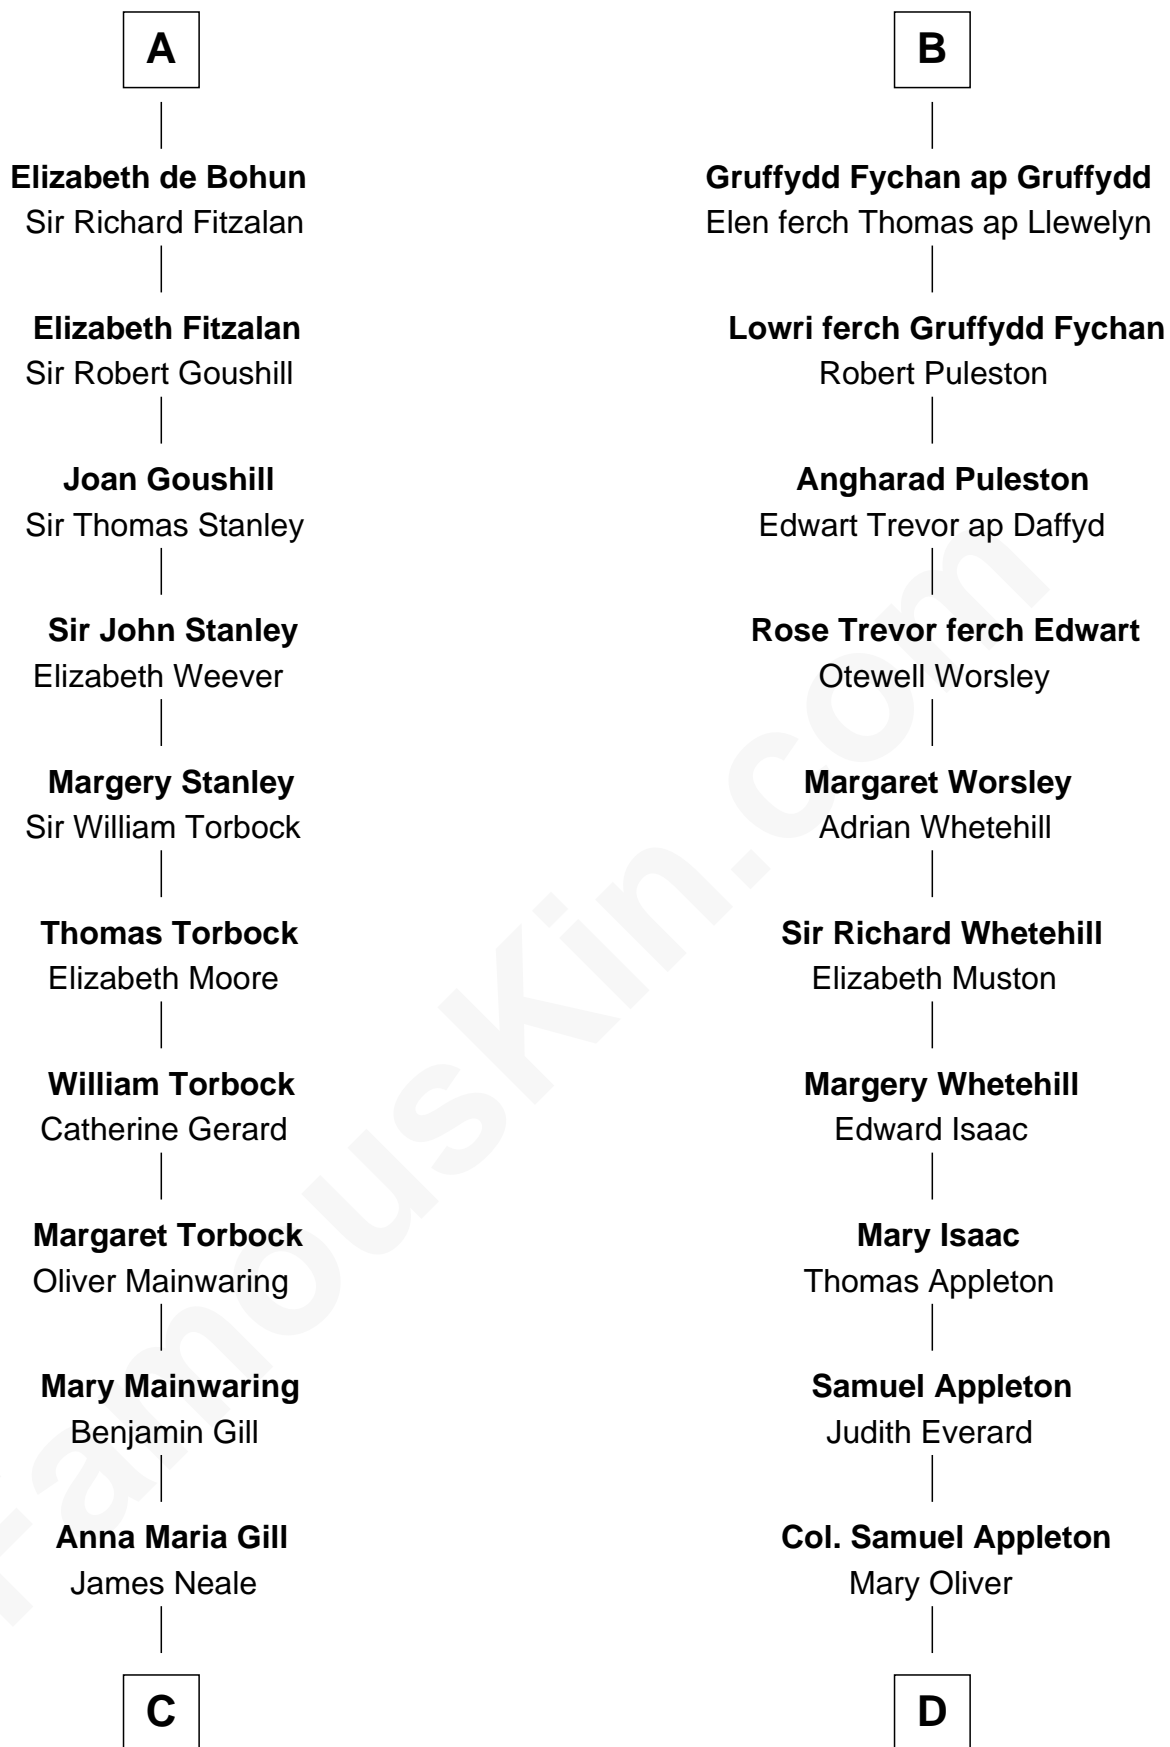 A
Elizabeth de Bohun
Sir Richard Fitzalan
Elizabeth Fitzalan
Sir Robert Goushill
Joan Goushill
Sir Thomas Stanley
Sir John Stanley
Elizabeth Weever
Margery Stanley
Sir William Torbock
Thomas Torbock
Elizabeth Moore
William Torbock
Catherine Gerard
Margaret Torbock
Oliver Mainwaring
Mary Mainwaring
Benjamin Gill
Anna Maria Gill
James Neale
C
B
Gruffydd Fychan ap Gruffydd
Elen ferch Thomas ap Llewelyn
Lowri ferch Gruffydd Fychan
Robert Puleston
Angharad Puleston
Edwart Trevor ap Daffyd
Rose Trevor ferch Edwart
Otewell Worsley
Margaret Worsley
Adrian Whetehill
Sir Richard Whetehill
Elizabeth Muston
Margery Whetehill
Edward Isaac
Mary Isaac
Thomas Appleton
Samuel Appleton
Judith Everard
Col. Samuel Appleton
Mary Oliver
D
FamousKin.com